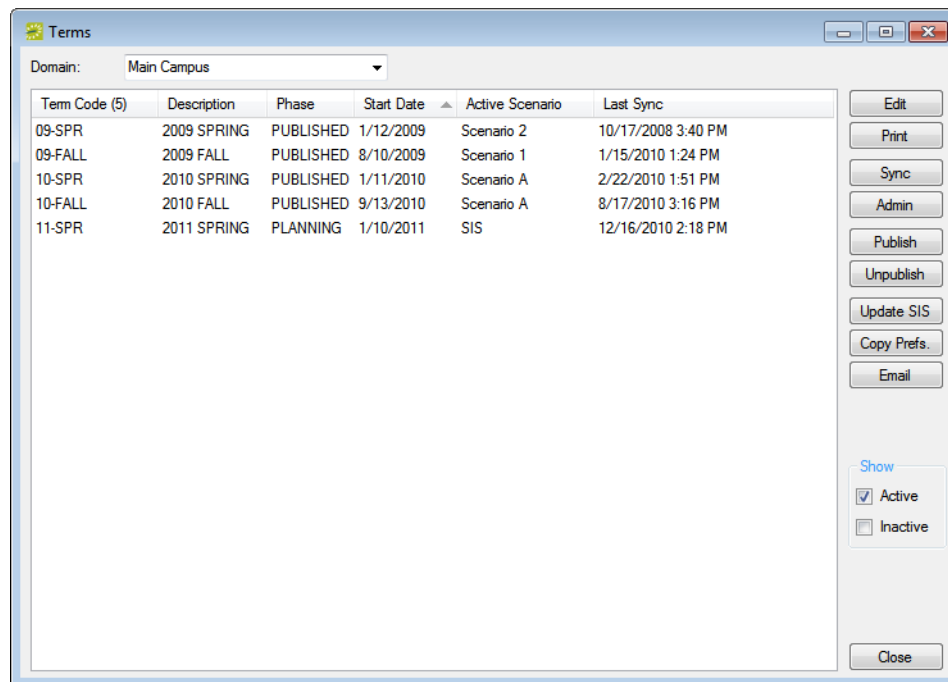 Terms
Domain: Main Campus
Term Code (5) Description Phase Start Date Active Scenario Last Sync
09-SPR 2009 SPRING PUBLISHED 1/12/2009 Scenario 2 10/17/2008 3:40 PM
09-FALL 2009 FALL PUBLISHED 8/10/2009 Scenario 1 1/15/2010 1:24 PM
10-SPR 2010 SPRING PUBLISHED 1/11/2010 Scenario A 2/22/2010 1:51 PM
10-FALL 2010 FALL PUBLISHED 9/13/2010 Scenario A 8/17/2010 3:16 PM
11-SPR 2011 SPRING PLANNING 1/10/2011 SIS 12/16/2010 2:18 PM
Edit
Print
Sync
Admin
Publish
Unpublish
Update SIS
Copy Prefs.
Email
Show
Active
Inactive
Close